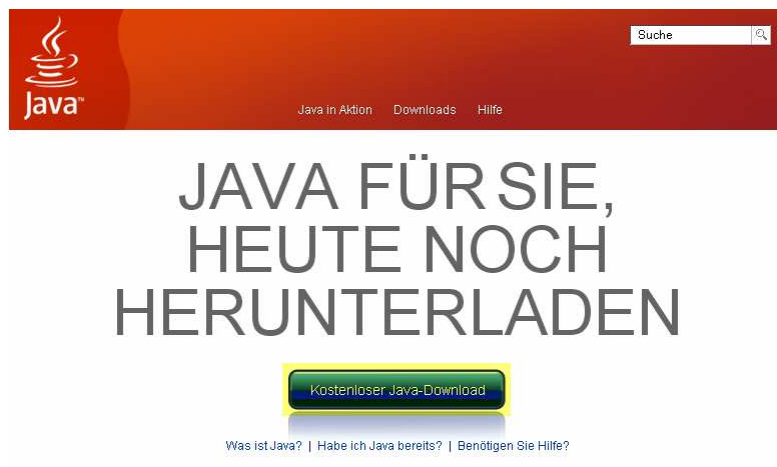 Java™
Suche
Java in Aktion Downloads Hilfe
JAVA FÜR SIE,
HEUTE NOCH
HERUNTERLADEN
Kostenloser Java-Download
Was ist Java? | Habe ich Java bereits? | Benötigen Sie Hilfe?